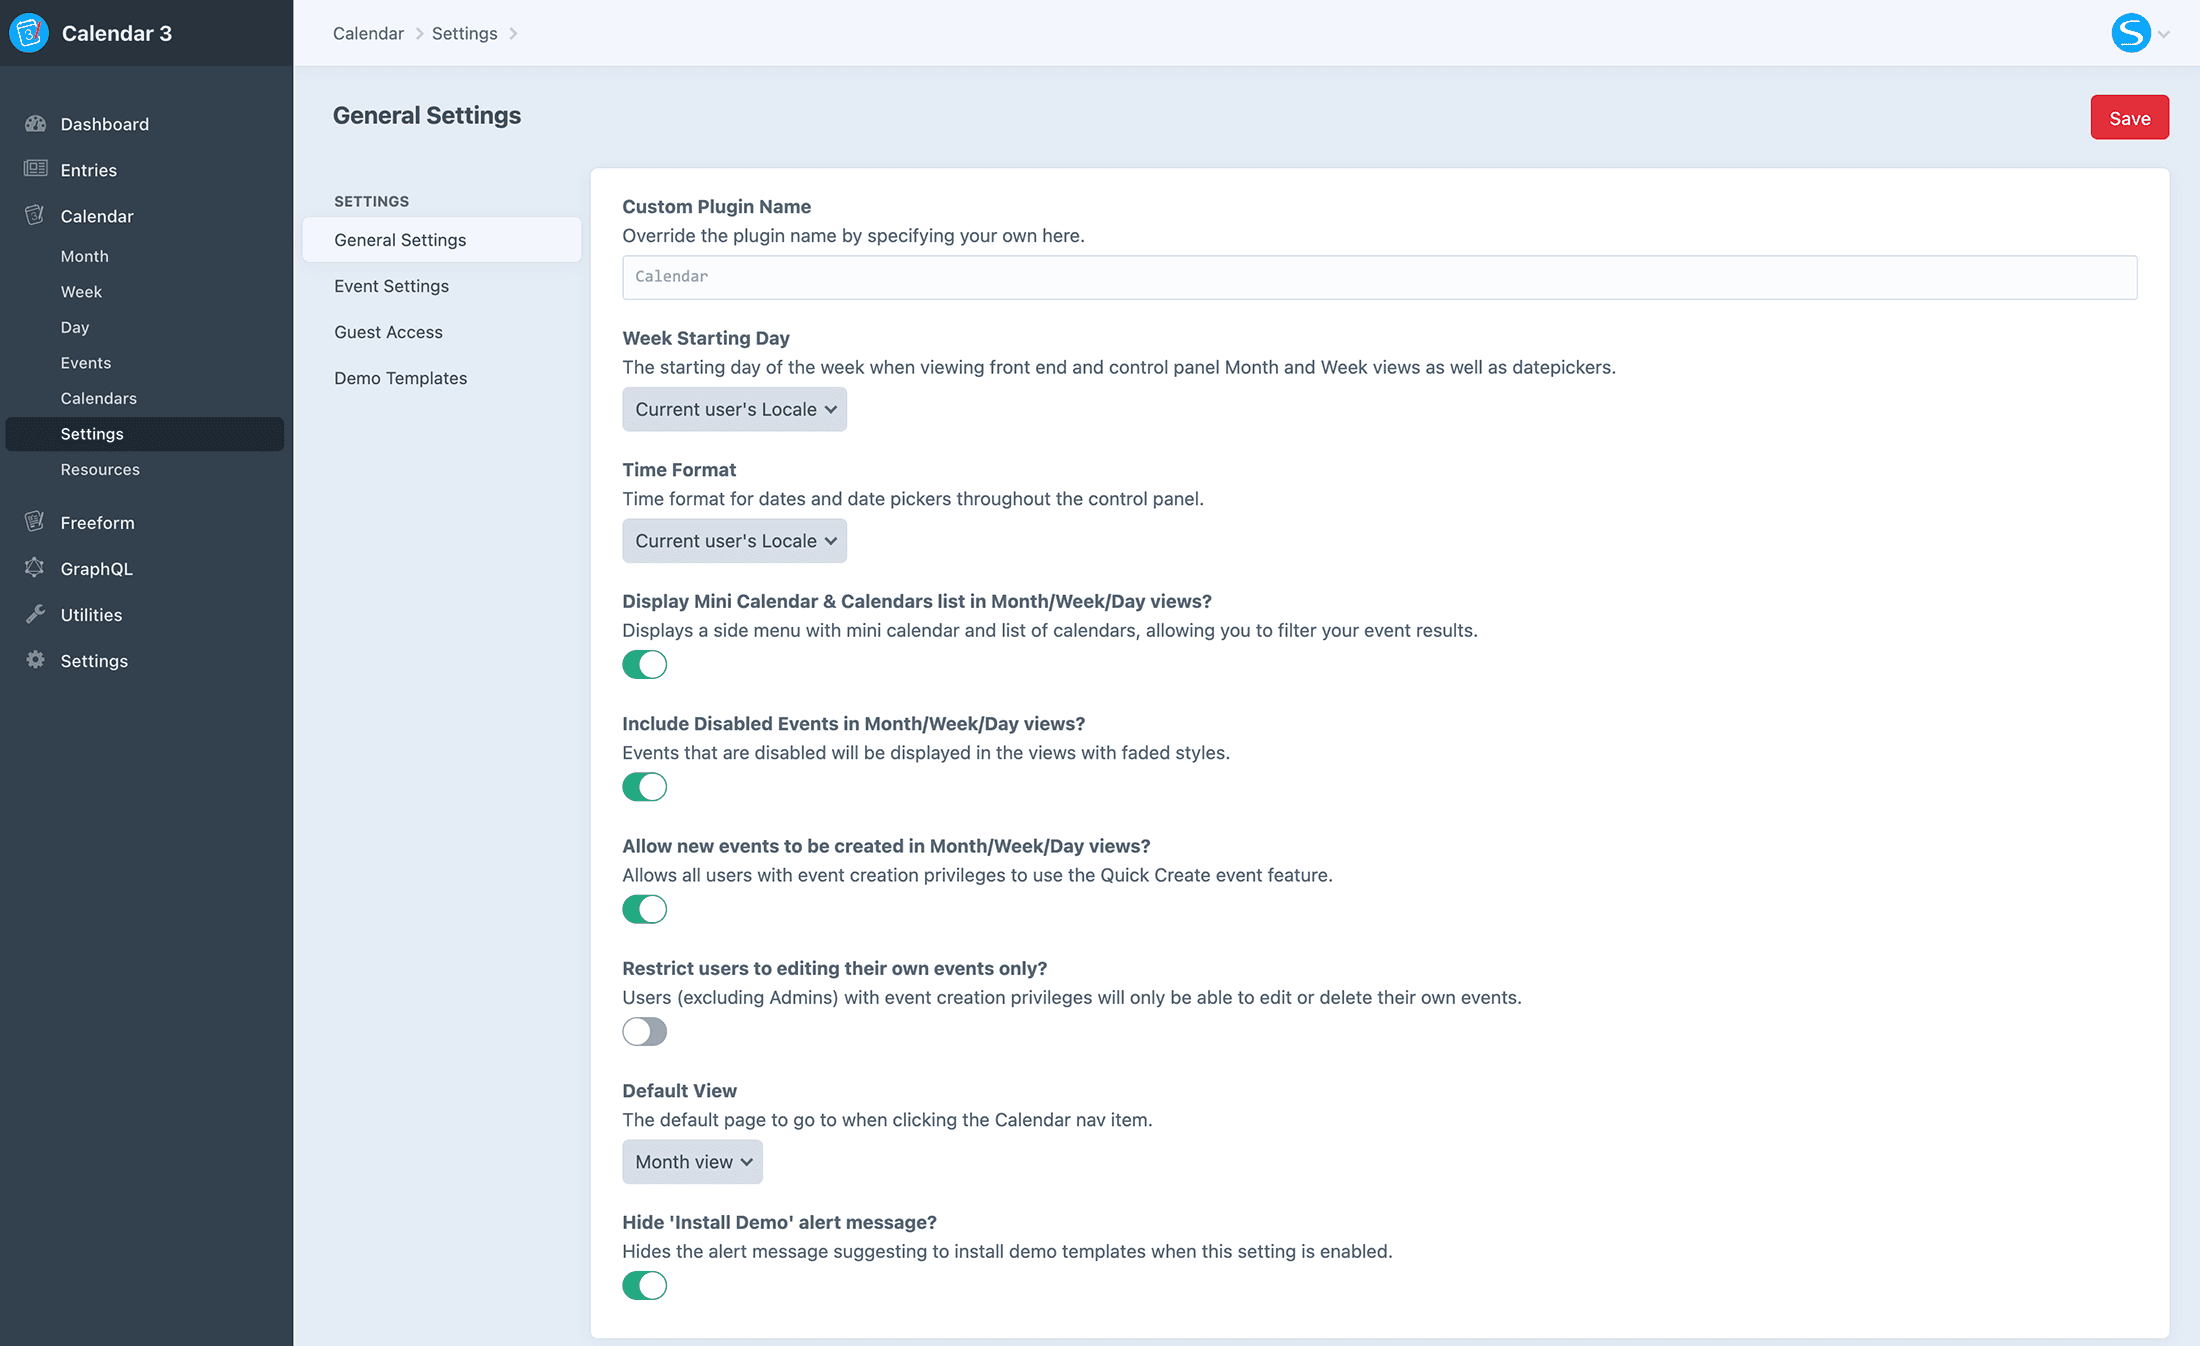 Calendar 3
Calendar
Settings
Dashboard
Entries
Calendar
Month
Week
Day
Events
Calendars
Settings
Resources
Freeform
GraphQL
Utilities
Settings
General Settings
Save
SETTINGS
General Settings
Event Settings
Guest Access
Demo Templates
Custom Plugin Name
Override the plugin name by specifying your own here.
Calendar
Week Starting Day
The starting day of the week when viewing front end and control panel Month and Week views as well as datepickers.
Current user's Locale
Time Format
Time format for dates and date pickers throughout the control panel.
Current user's Locale
Display Mini Calendar & Calendars list in Month/Week/Day views?
Displays a side menu with mini calendar and list of calendars, allowing you to filter your event results.
Include Disabled Events in Month/Week/Day views?
Events that are disabled will be displayed in the views with faded styles.
Allow new events to be created in Month/Week/Day views?
Allows all users with event creation privileges to use the Quick Create event feature.
Restrict users to editing their own events only?
Users (excluding Admins) with event creation privileges will only be able to edit or delete their own events.
Default View
The default page to go to when clicking the Calendar nav item.
Month view
Hide 'Install Demo' alert message?
Hides the alert message suggesting to install demo templates when this setting is enabled.